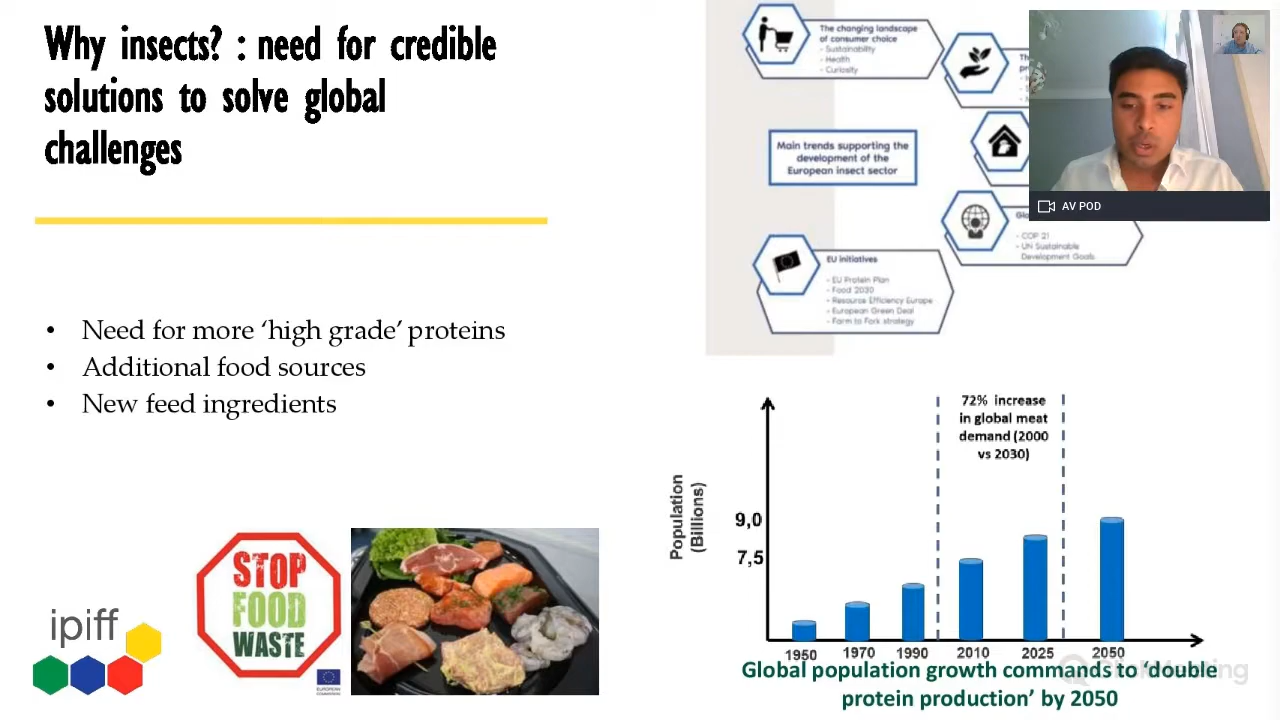 Why insects? : need for credible
solutions to solve global
challenges
• Need for more ‘high grade’ proteins
• Additional food sources
• New feed ingredients
STOP
FOOD
WASTE
ipiff
The changing landscape
of consumer choice
- Sustainability
- Health
- Curiosity
Main trends supporting the
development of the
European insect sector
- COP 21
- UN Sustainable
Development Goals
EU initiatives
- EU Protein Plan
- Food 2030
- Resource Efficiency Europe
- European Green Deal
- Farm to Fork strategy
AV POD
72% increase
in global meat
demand (2000
vs 2030)
Population
(Billions)
9,0
7,5
1950 1970 1990 2010 2025 2050
Global population growth commands to ‘double
protein production’ by 2050